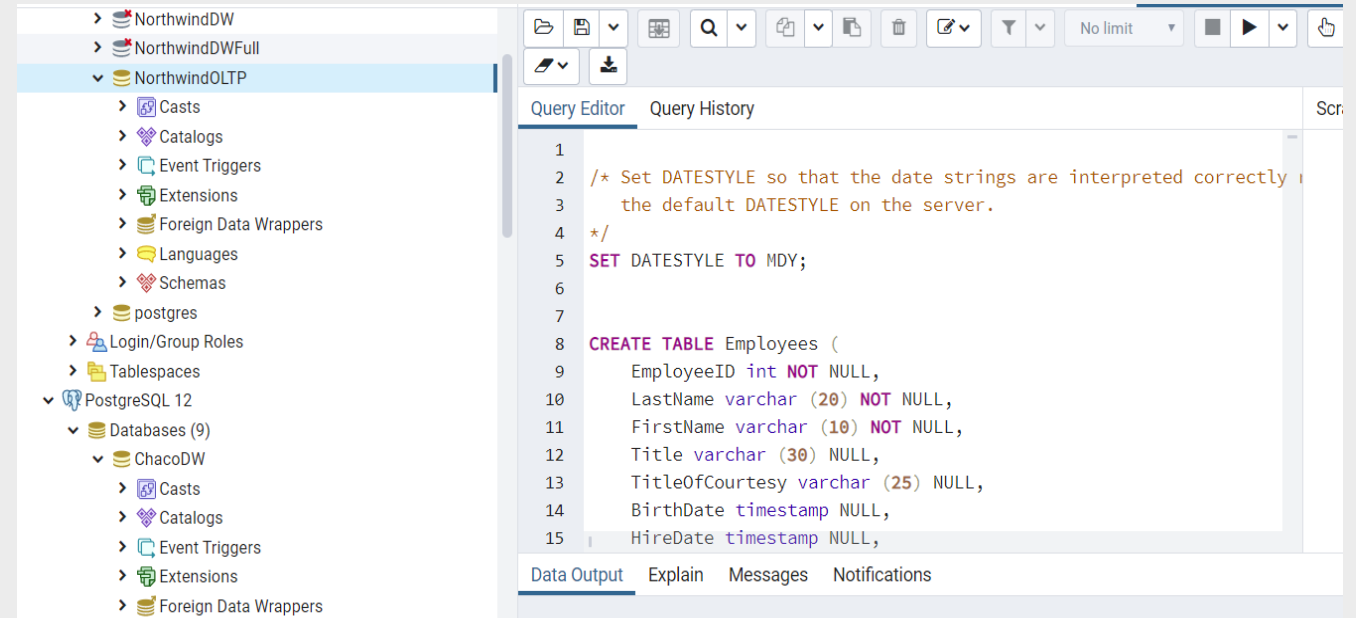 NorthwindDW
NorthwindDWFull
NorthwindOLTP
Casts
Catalogs
Event Triggers
Extensions
Foreign Data Wrappers
Languages
Schemas
postgres
Login/Group Roles
Tablespaces
PostgreSQL 12
Databases (9)
ChacoDW
Casts
Catalogs
Event Triggers
Extensions
Foreign Data Wrappers
No limit
Query Editor Query History
1
2 /* Set DATESTYLE so that the date strings are interpreted correctly
3 the default DATESTYLE on the server.
4 */
5 SET DATESTYLE TO MDY;
6
7
8 CREATE TABLE Employees (
9 EmployeeID int NOT NULL,
10 LastName varchar (20) NOT NULL,
11 FirstName varchar (10) NOT NULL,
12 Title varchar (30) NULL,
13 TitleOfCourtesy varchar (25) NULL,
14 BirthDate timestamp NULL,
15 HireDate timestamp NULL,
Data Output Explain Messages Notifications